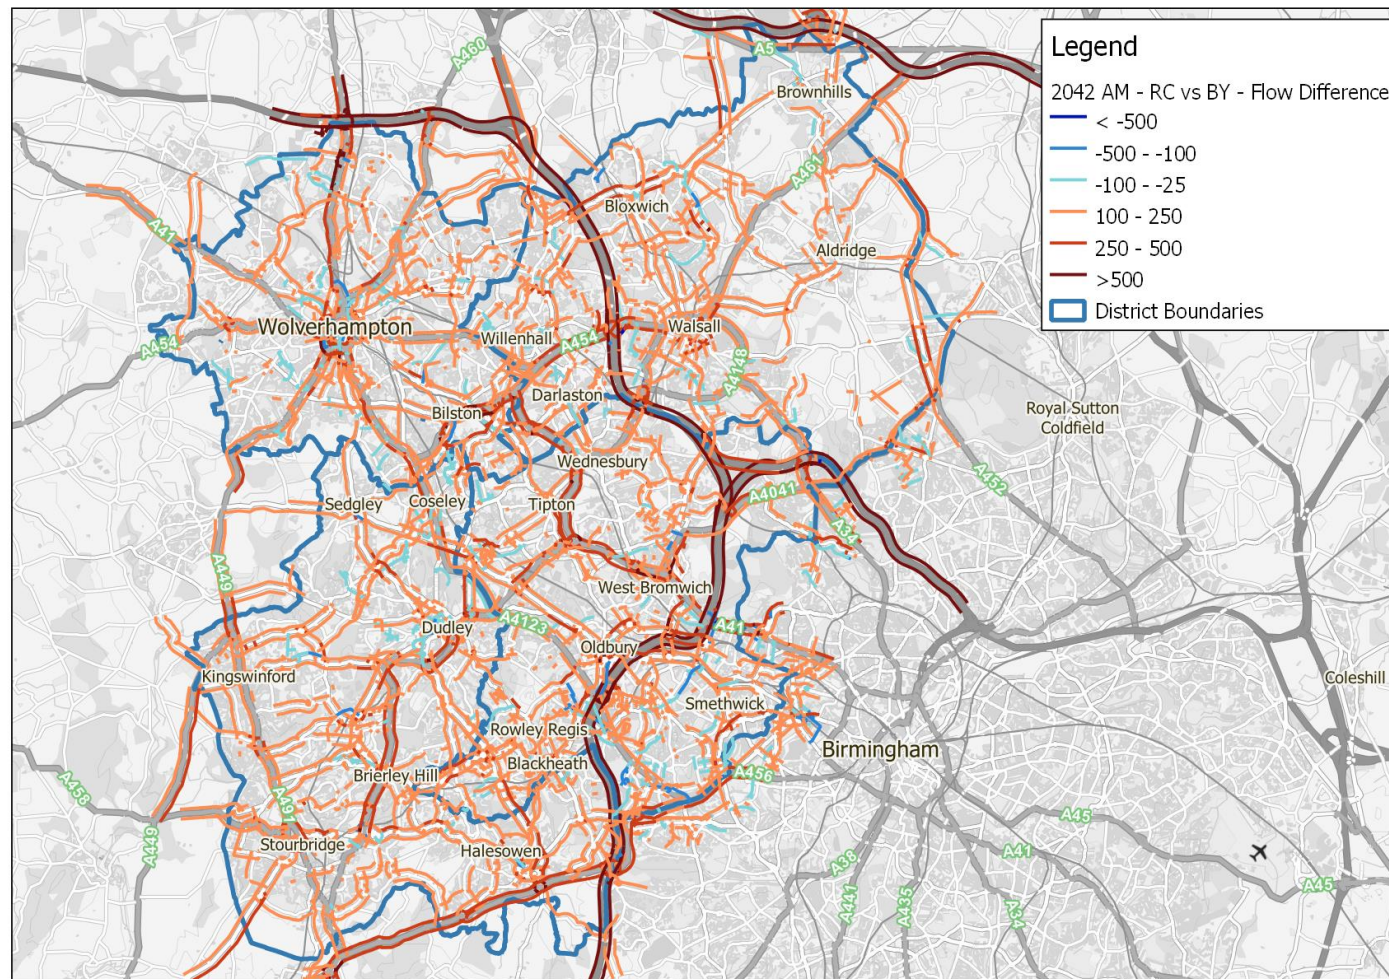 Legend
2042 AM - RC vs BY - Flow Difference
< -500
-500 - -100
-100 - -25
100 - 250
250 - 500
>500
District Boundaries
A460
A5
Brownhills
A461
Bloxwich
A41
Aldridge
Wolverhampton
Willenhall
A454
Walsall
A454
A4148
Darlaston
Bilston
Royal Sutton
Coldfield
Wednesbury
A452
Sedgley
Coseley
Tipton
A4041
A34
A449
West Bromwich
Dudley
A4123
A41
Oldbury
Kingswinford
Coleshill
Smethwick
Rowley Regis
Birmingham
Blackheath
Brierley Hill
A456
A458
A491
A45
A449
Stourbridge
Halesowen
A38
A41
A441
A435
A34
A45